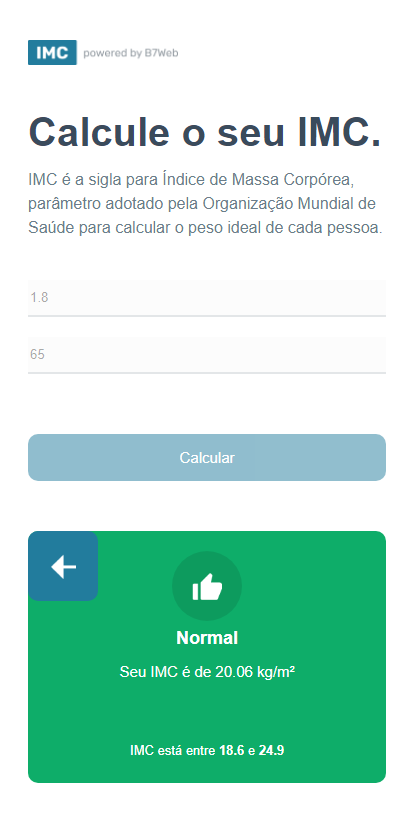 IMC powered by B7Web
Calcule o seu IMC.
IMC é a sigla para Índice de Massa Corpórea,
parâmetro adotado pela Organização Mundial de
Saúde para calcular o peso ideal de cada pessoa.
1.8
65
Calcular
Normal
Seu IMC é de 20.06 kg/m²
IMC está entre 18.6 e 24.9